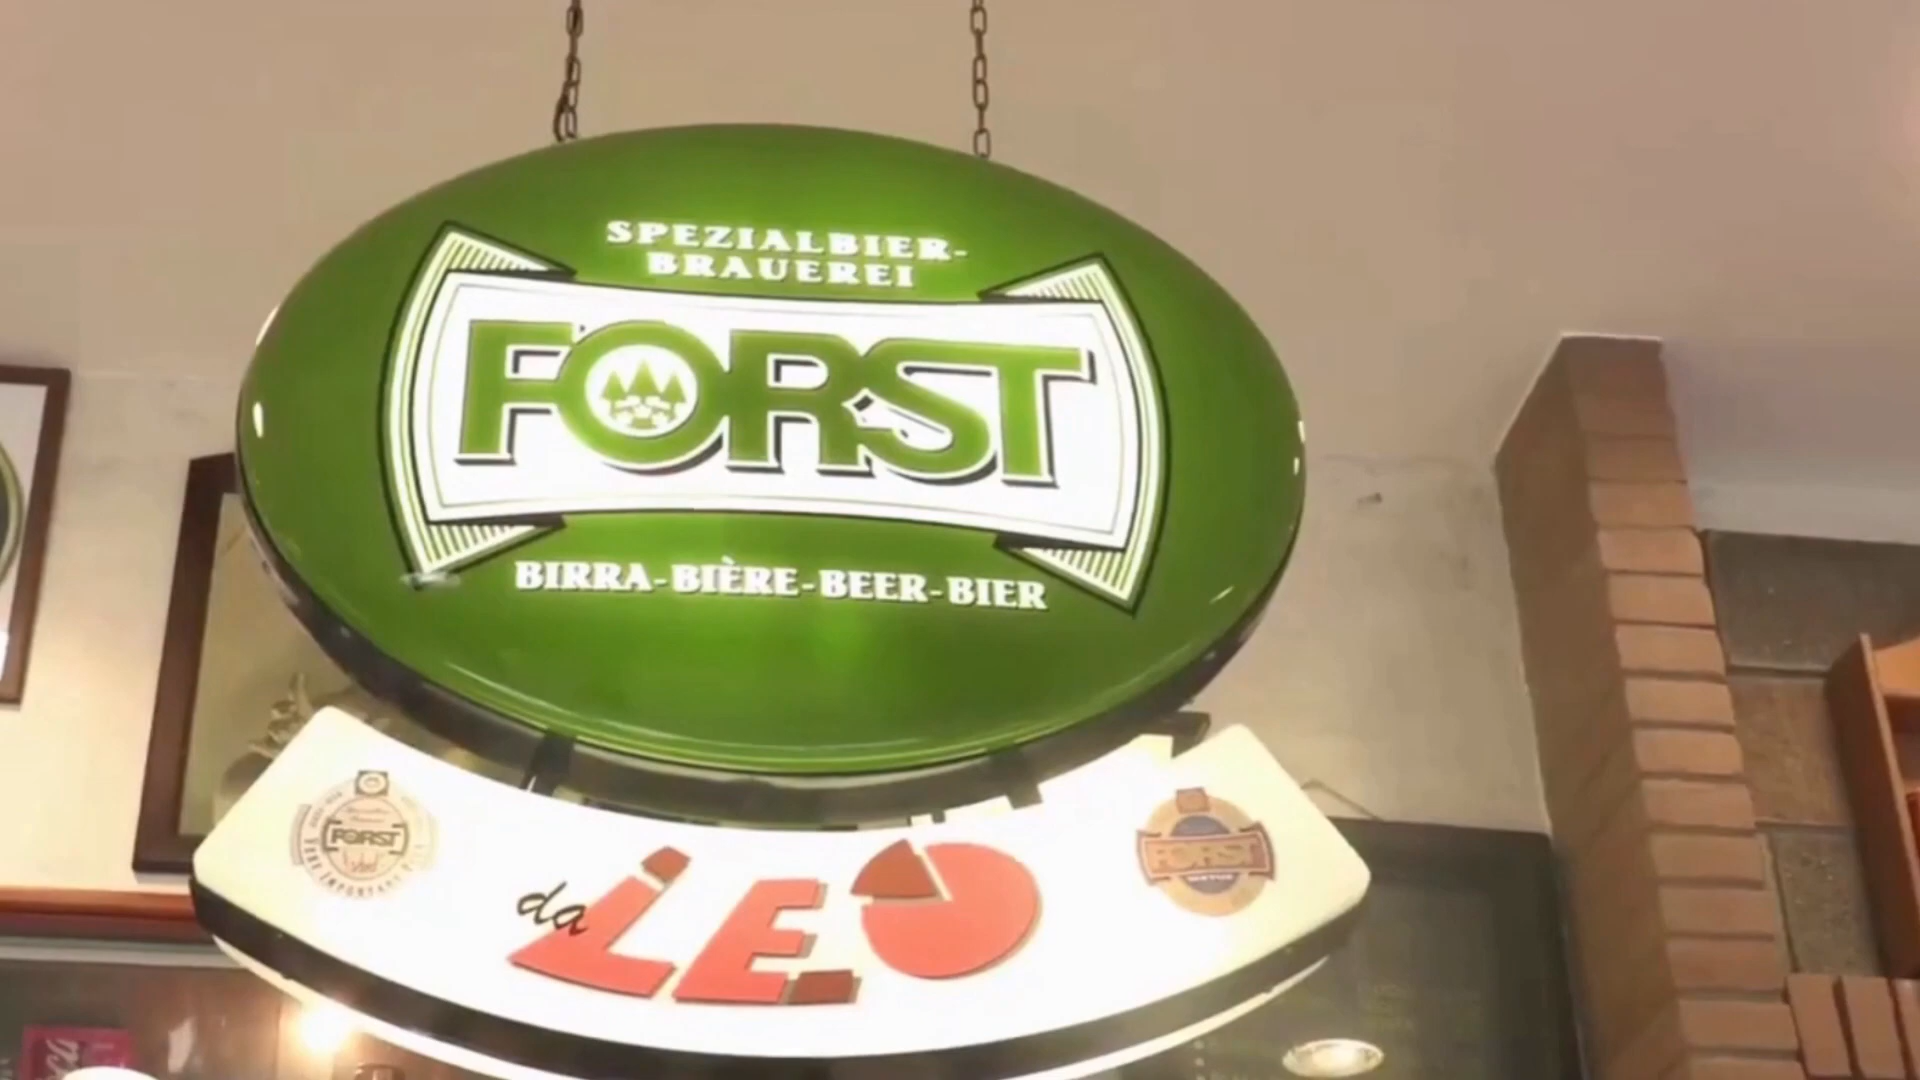 SPEZIALBIER-
BRAUEREI
FORST
BIRRA-BIÈRE-BEER-BIER
FORST
da LEO
FORST